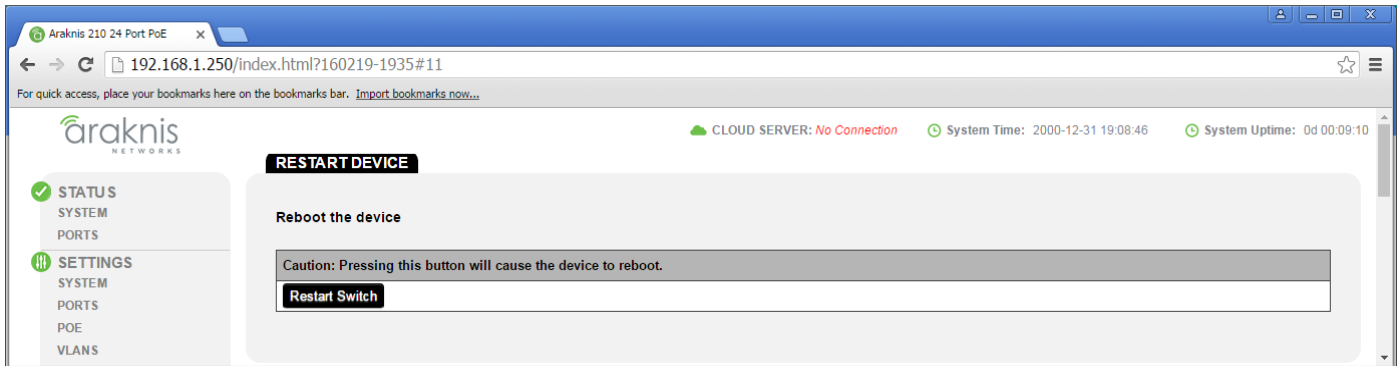 Araknis 210 24 Port PoE
192.168.1.250/index.html?160219-1935#11
For quick access, place your bookmarks here on the bookmarks bar. Import bookmarks now...
araknis
NETWORKS
CLOUD SERVER: No Connection
System Time: 2000-12-31 19:08:46
System Uptime: 0d 00:09:10
RESTART DEVICE
STATUS
SYSTEM
PORTS
SETTINGS
SYSTEM
PORTS
POE
VLANS
Reboot the device
Caution: Pressing this button will cause the device to reboot.
Restart Switch